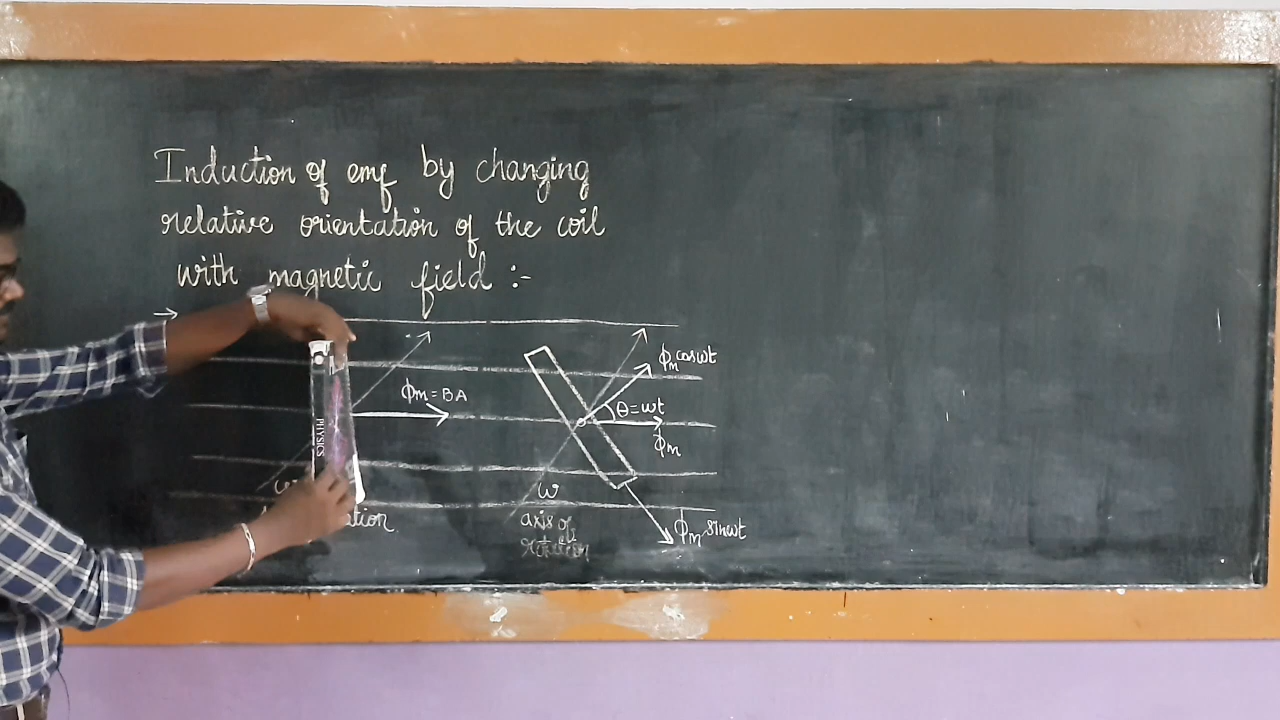 Induction of emf by changing
relative orientation of the coil
with magnetic field :-
ϕm = BA
PHYSICS
ϕm cosωt
θ = ωt
ϕm
ω
axis of
rotation
ϕm sinωt